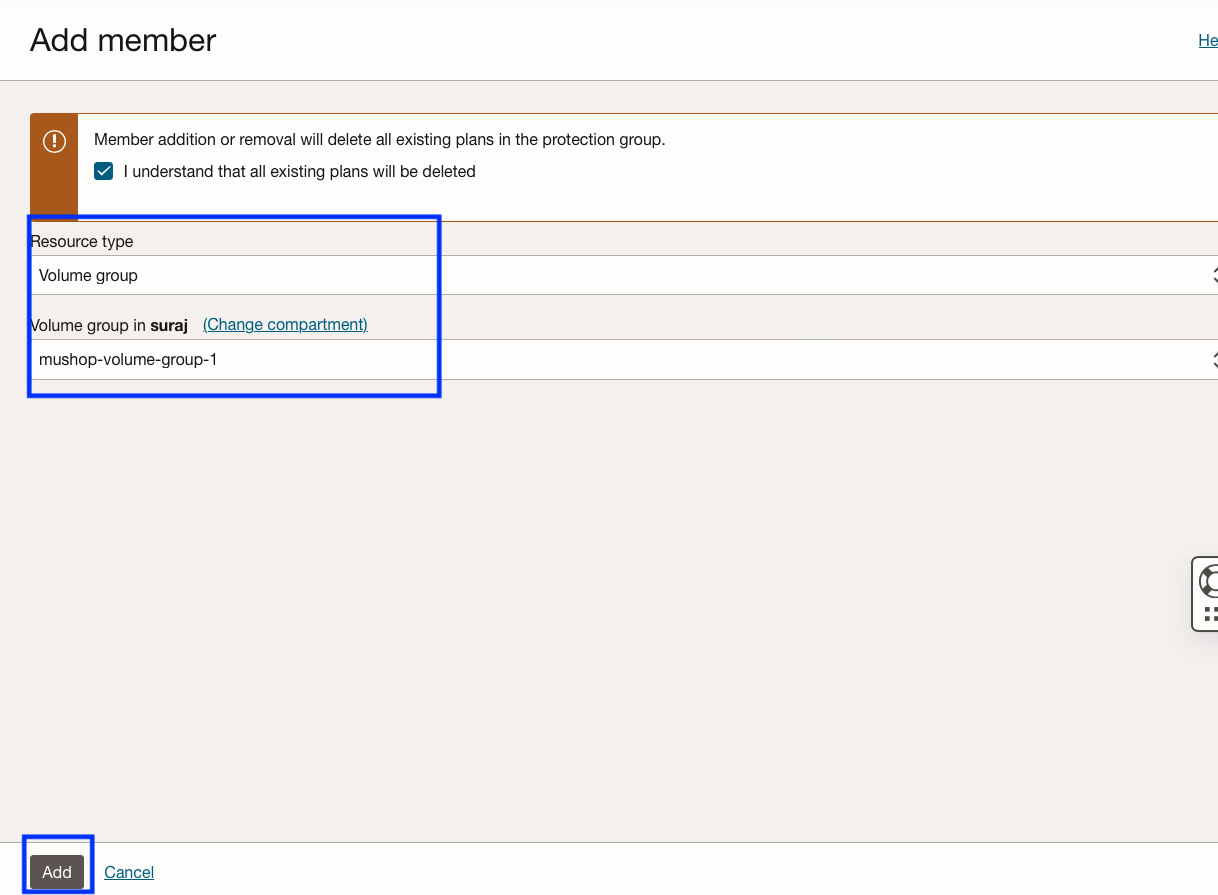 Add member
He
Member addition or removal will delete all existing plans in the protection group.
I understand that all existing plans will be deleted
Resource type
Volume group
Volume group in suraj (Change compartment)
mushop-volume-group-1
Add Cancel